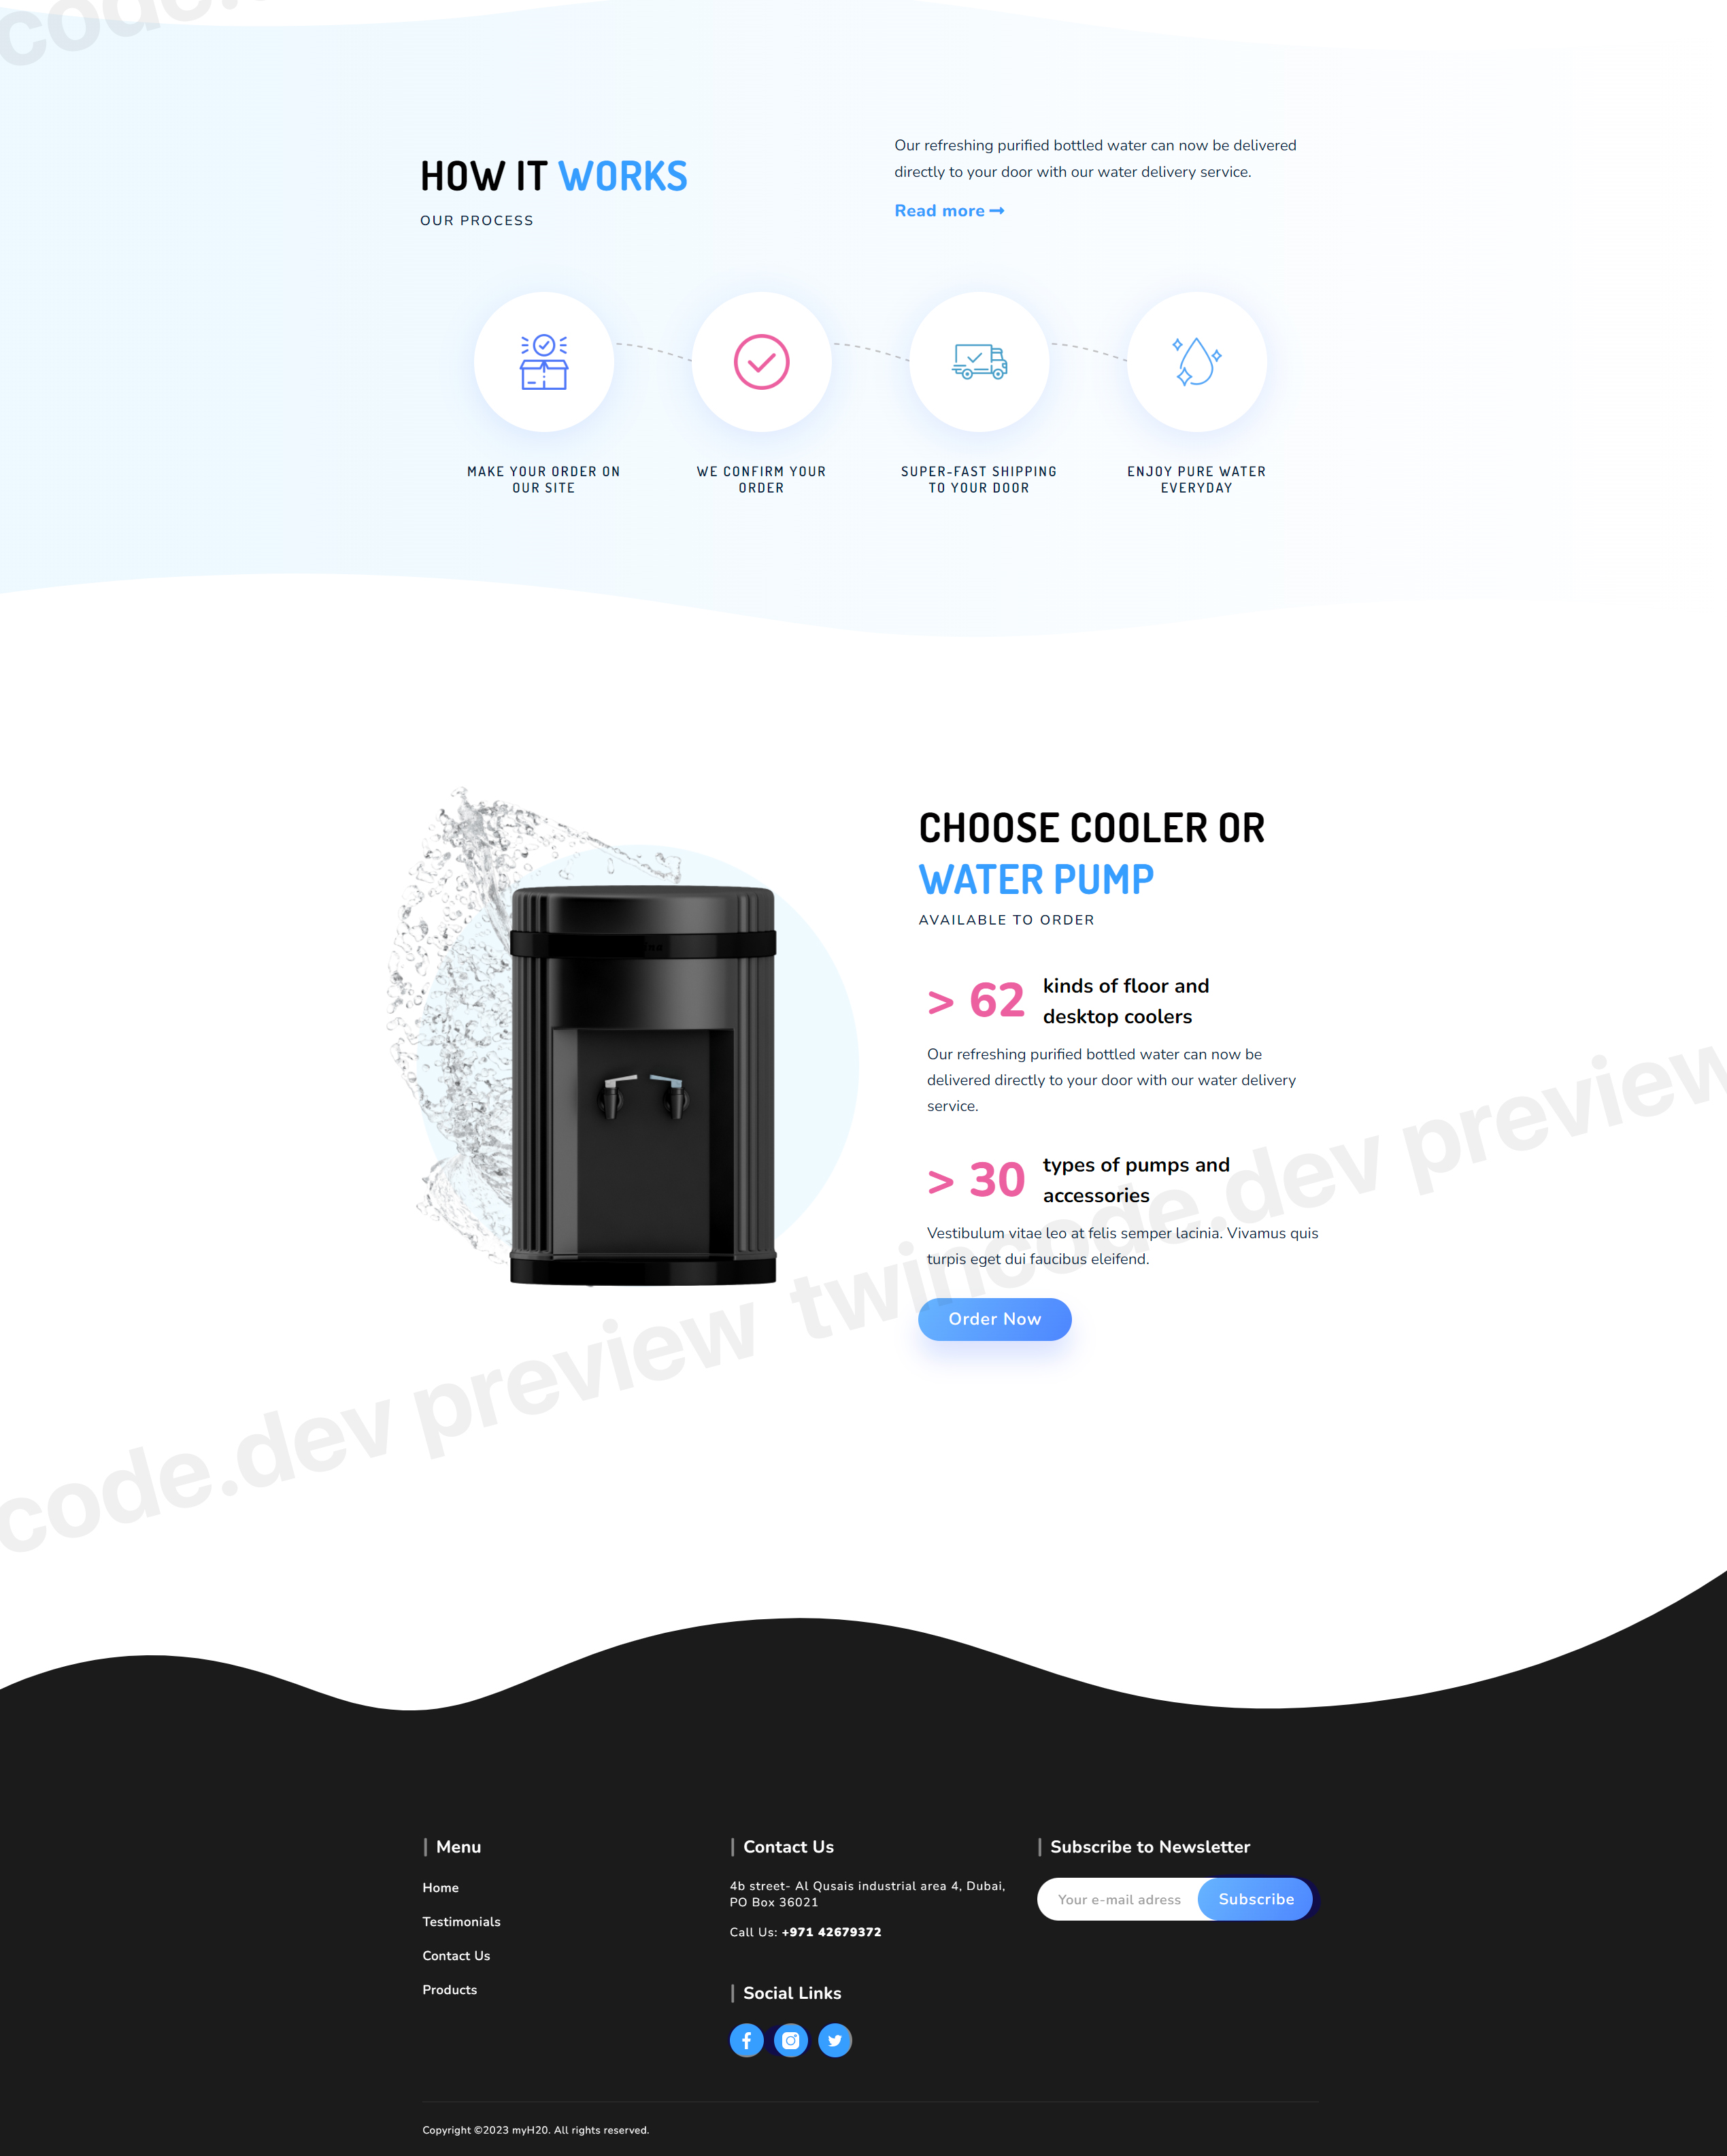 code.
HOW IT WORKS
OUR PROCESS
Our refreshing purified bottled water can now be delivered
directly to your door with our water delivery service.
Read more
MAKE YOUR ORDER ON
OUR SITE
WE CONFIRM YOUR
ORDER
SUPER-FAST SHIPPING
TO YOUR DOOR
ENJOY PURE WATER
EVERYDAY
CHOOSE COOLER OR
WATER PUMP
AVAILABLE TO ORDER
> 62
kinds of floor and
desktop coolers
Our refreshing purified bottled water can now be
delivered directly to your door with our water delivery
service.
> 30
types of pumps and
accessories
Vestibulum vitae leo at felis semper lacinia. Vivamus quis
turpis eget dui faucibus eleifend.
Order Now
code.dev preview twincode.dev preview
Menu
Home
Testimonials
Contact Us
Products
Contact Us
4b street- Al Qusais industrial area 4, Dubai,
PO Box 36021
Call Us: +971 42679372
Social Links
Subscribe to Newsletter
Your e-mail adress
Subscribe
Copyright ©2023 myH20. All rights reserved.